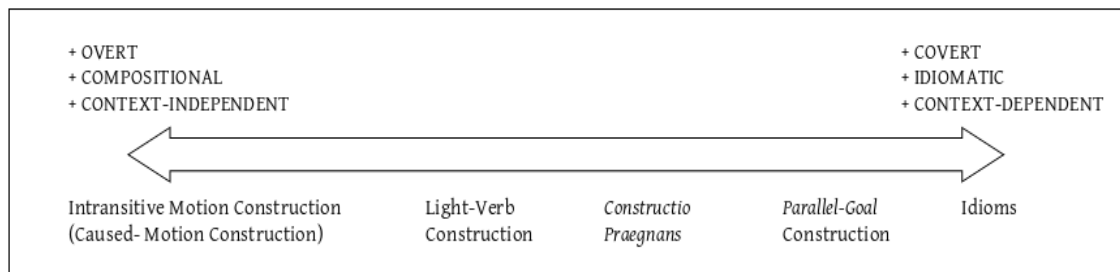 + OVERT + COVERT
+ COMPOSITIONAL + IDIOMATIC
+ CONTEXT-INDEPENDENT + CONTEXT-DEPENDENT
Intransitive Motion Construction Light-Verb Constructio Parallel-Goal Idioms
(Caused- Motion Construction) Construction Praegnans Construction